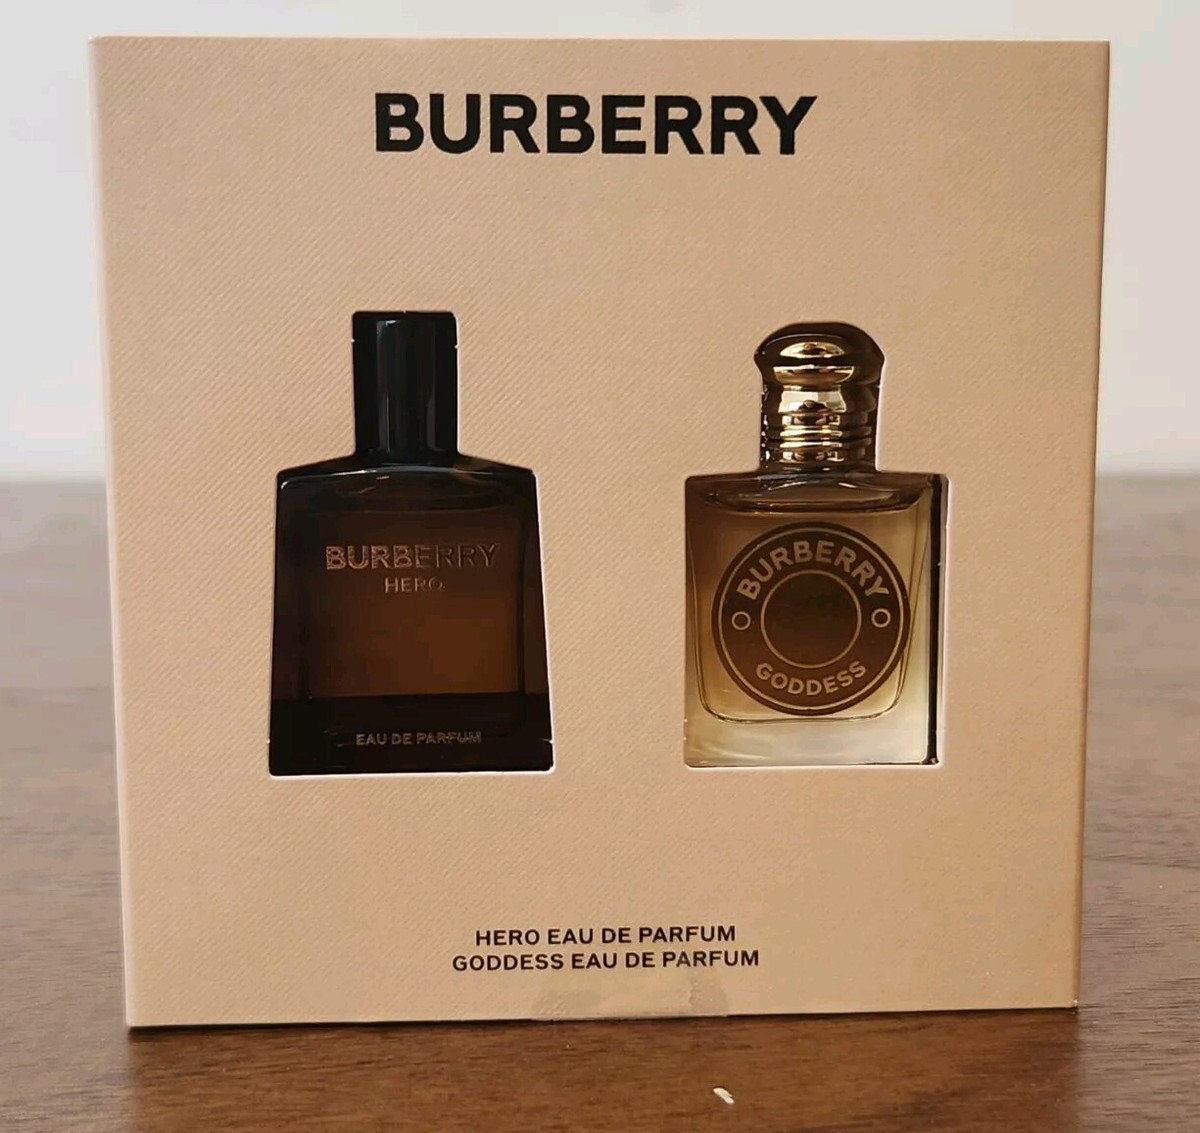 BURBERRY
BURBERRY
HERO
EAU DE PARFUM
BURBERRY
GODDESS
HERO EAU DE PARFUM
GODDESS EAU DE PARFUM